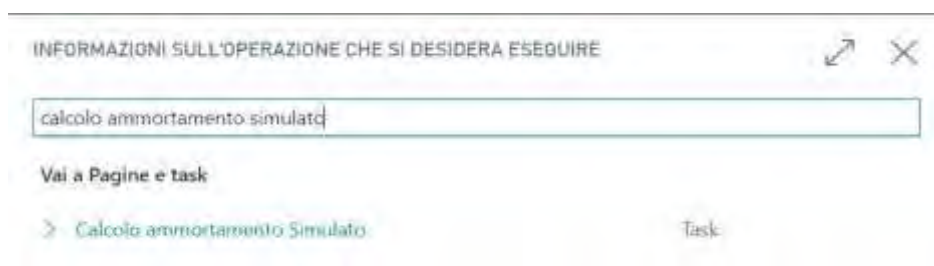 INFORMAZIONI SULL'OPERAZIONE CHE SI DESIDERA ESEGUIRE
calcolo ammortamento simulato
Vai a Pagine e task
Calcolo ammortamento Simulato Task